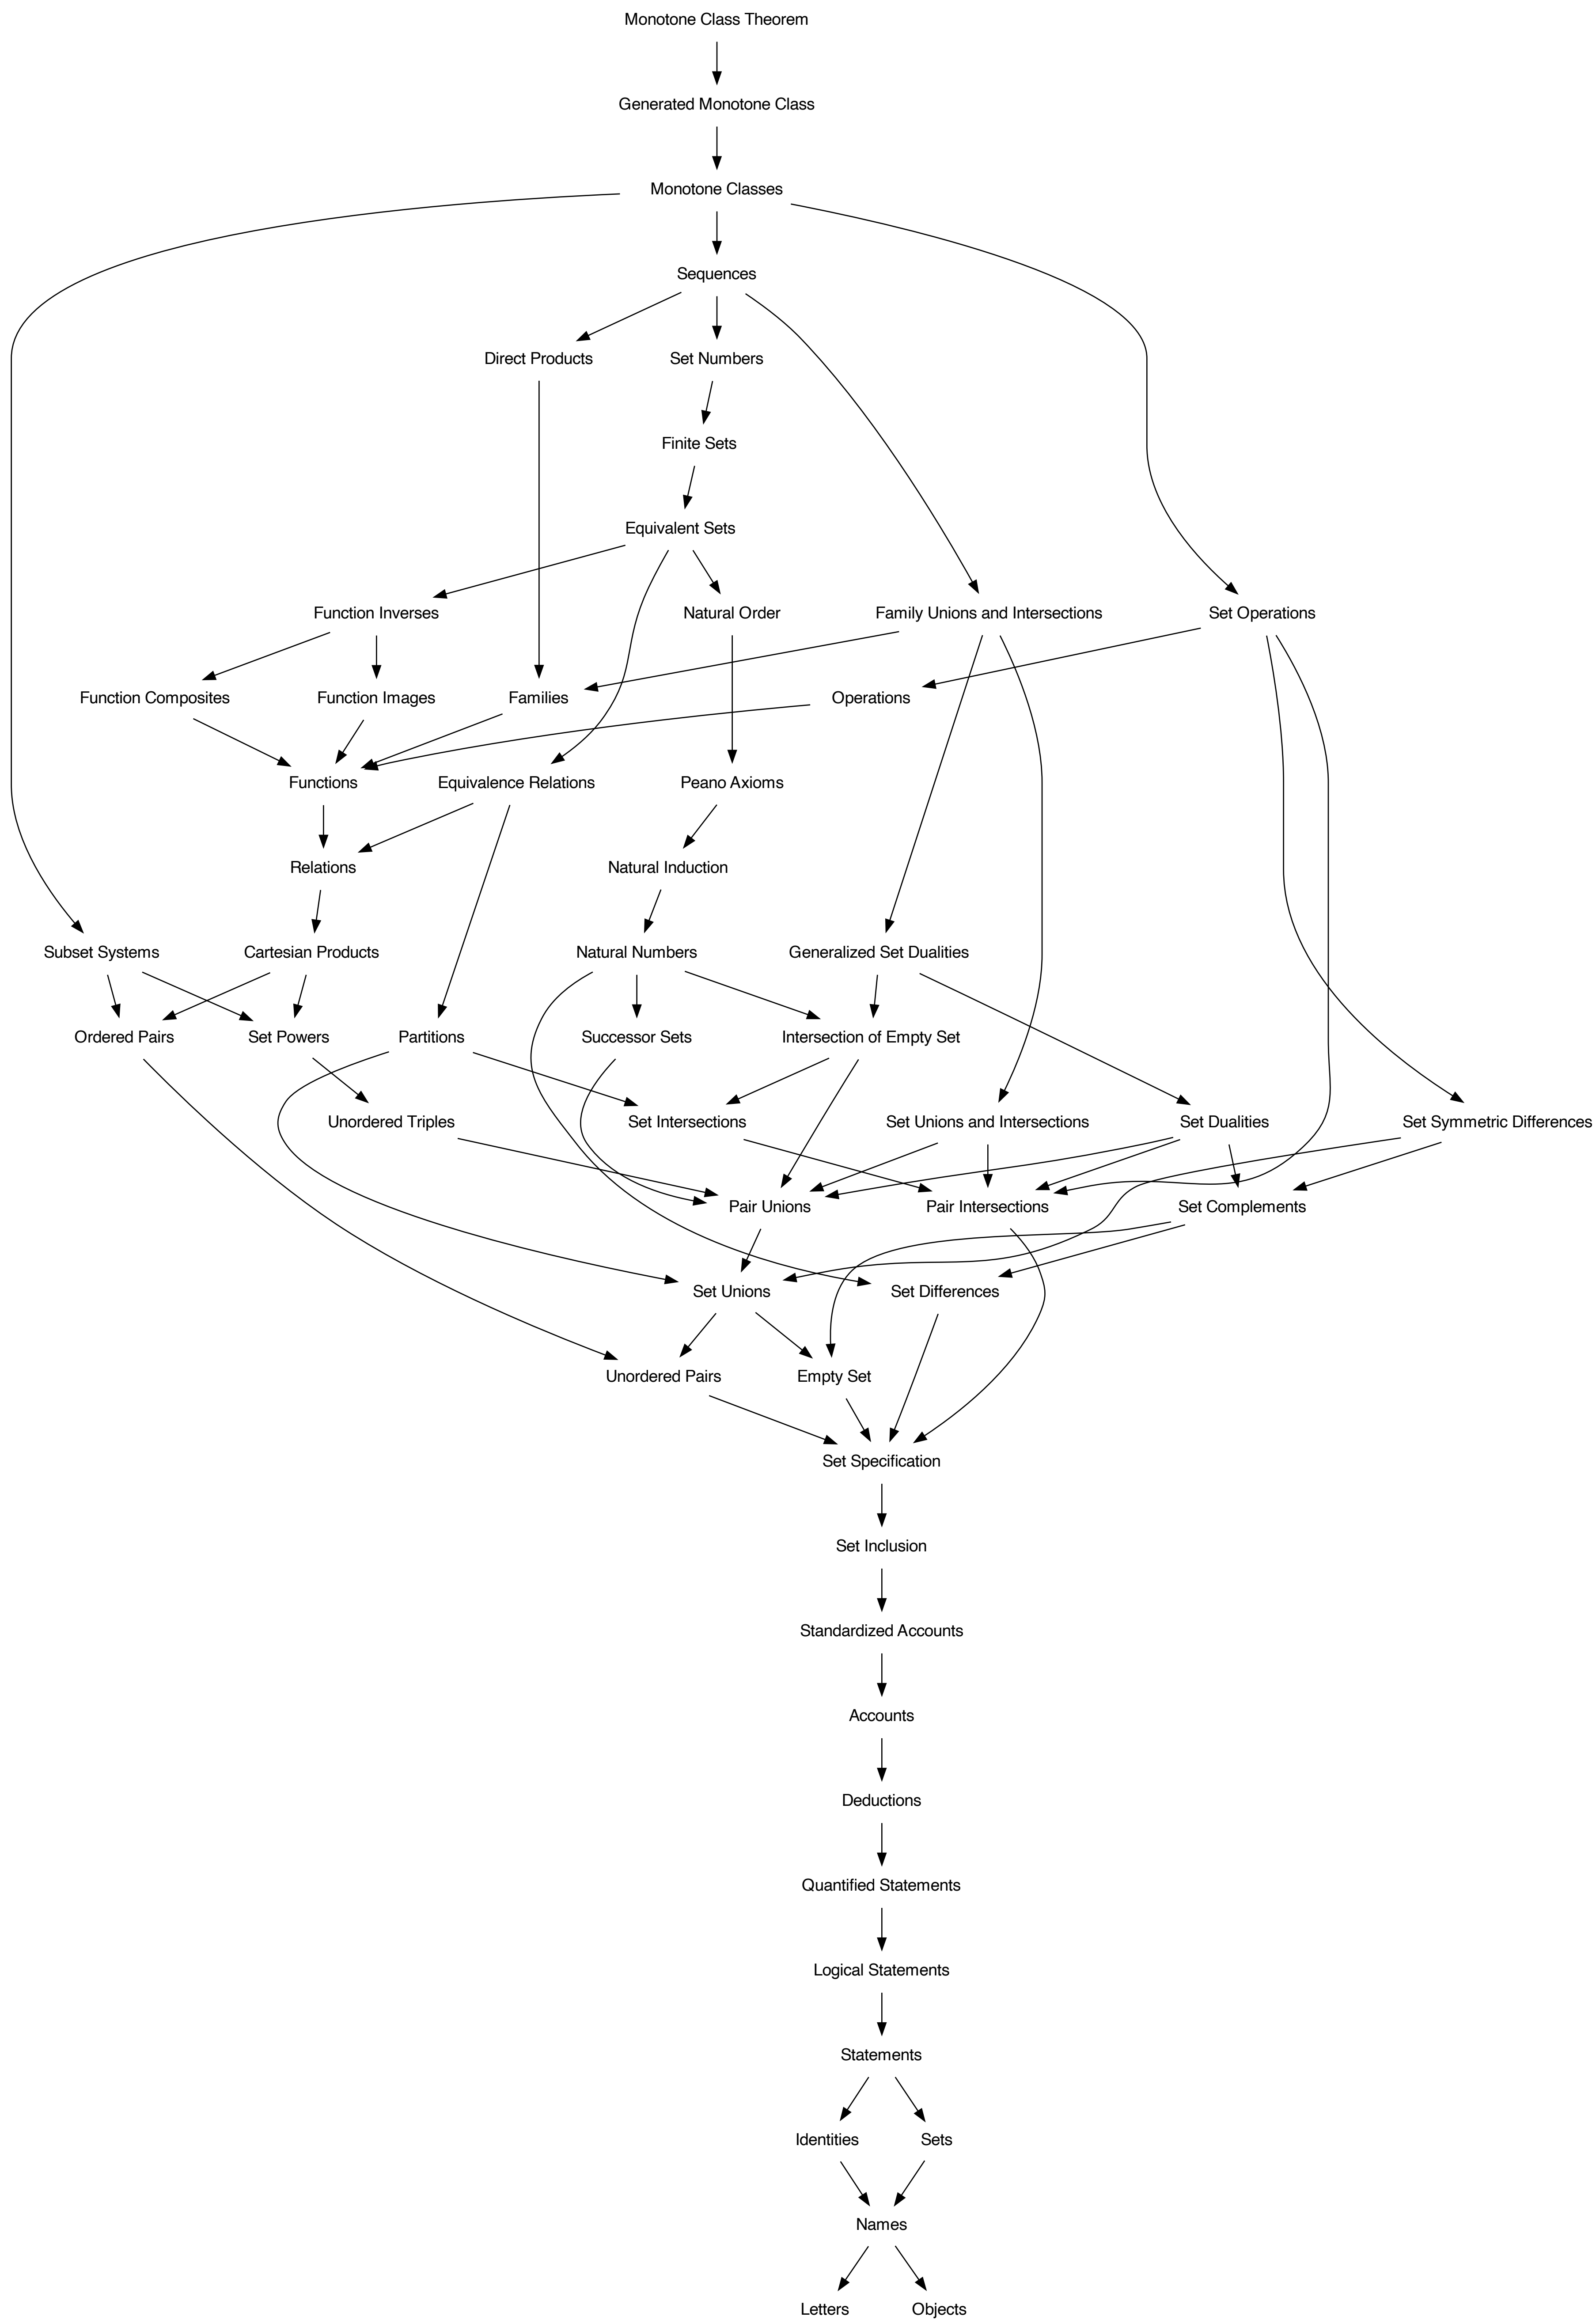 Monotone Class Theorem
Generated Monotone Class
Monotone Classes
Sequences
Direct Products
Set Numbers
Finite Sets
Equivalent Sets
Function Inverses
Natural Order
Family Unions and Intersections
Set Operations
Function Composites
Function Images
Families
Operations
Functions
Equivalence Relations
Peano Axioms
Relations
Natural Induction
Subset Systems
Cartesian Products
Natural Numbers
Generalized Set Dualities
Ordered Pairs
Set Powers
Partitions
Successor Sets
Intersection of Empty Set
Unordered Triples
Set Intersections
Set Unions and Intersections
Set Dualities
Set Symmetric Differences
Pair Unions
Pair Intersections
Set Complements
Set Unions
Set Differences
Unordered Pairs
Empty Set
Set Specification
Set Inclusion
Standardized Accounts
Accounts
Deductions
Quantified Statements
Logical Statements
Statements
Identities
Sets
Names
Letters
Objects